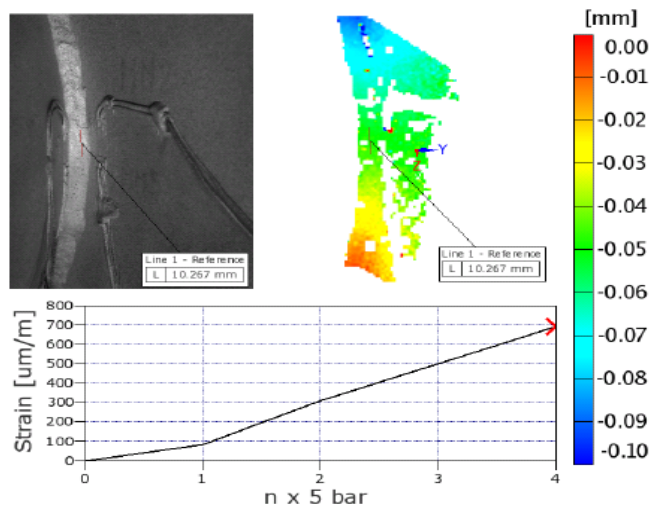 [mm]
0.00
-0.01
-0.02
-0.03
-0.04
-0.05
-0.06
-0.07
-0.08
-0.09
-0.10
Line 1 - Reference
L 10.267 mm
Y
Line 1 - Reference
L 10.267 mm
Strain [um/m]
800
700
600
500
400
300
200
100
0
0 1 2 3 4
n x 5 bar